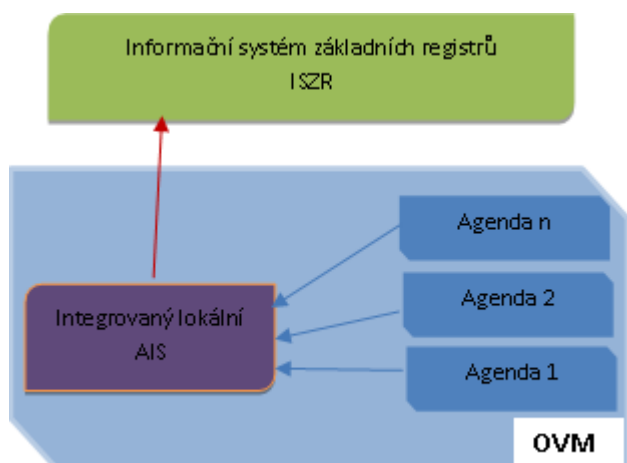 Informační systém základních registrů
ISZR
Agenda n
Agenda 2
Integrovaný lokální
AIS
Agenda 1
OVM